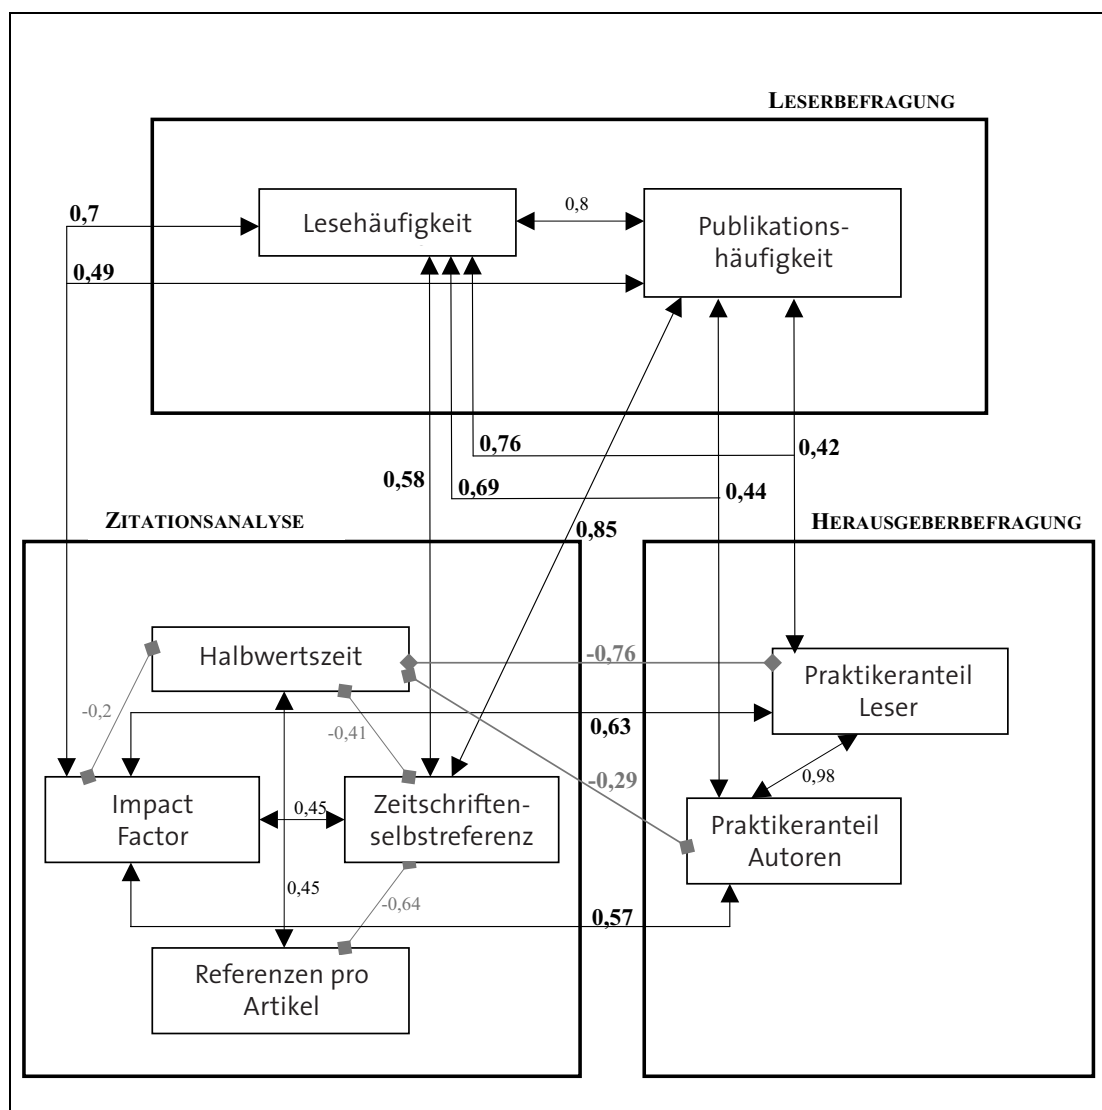 LESERBEFRAGUNG
0,7
Lesehäufigkeit
0,8
Publikations-
häufigkeit
0,49
0,76
0,42
0,58
0,69
0,44
ZITATIONSANALYSE
0,85
HERAUSGEBERBEFRAGUNG
Halbwertszeit
-0,76
Praktikeranteil
Leser
-0,2
-0,41
0,63
0,98
-0,29
Impact
Factor
0,45
Zeitschriften-
selbstreferenz
Praktikeranteil
Autoren
0,45
-0,64
0,57
Referenzen pro
Artikel